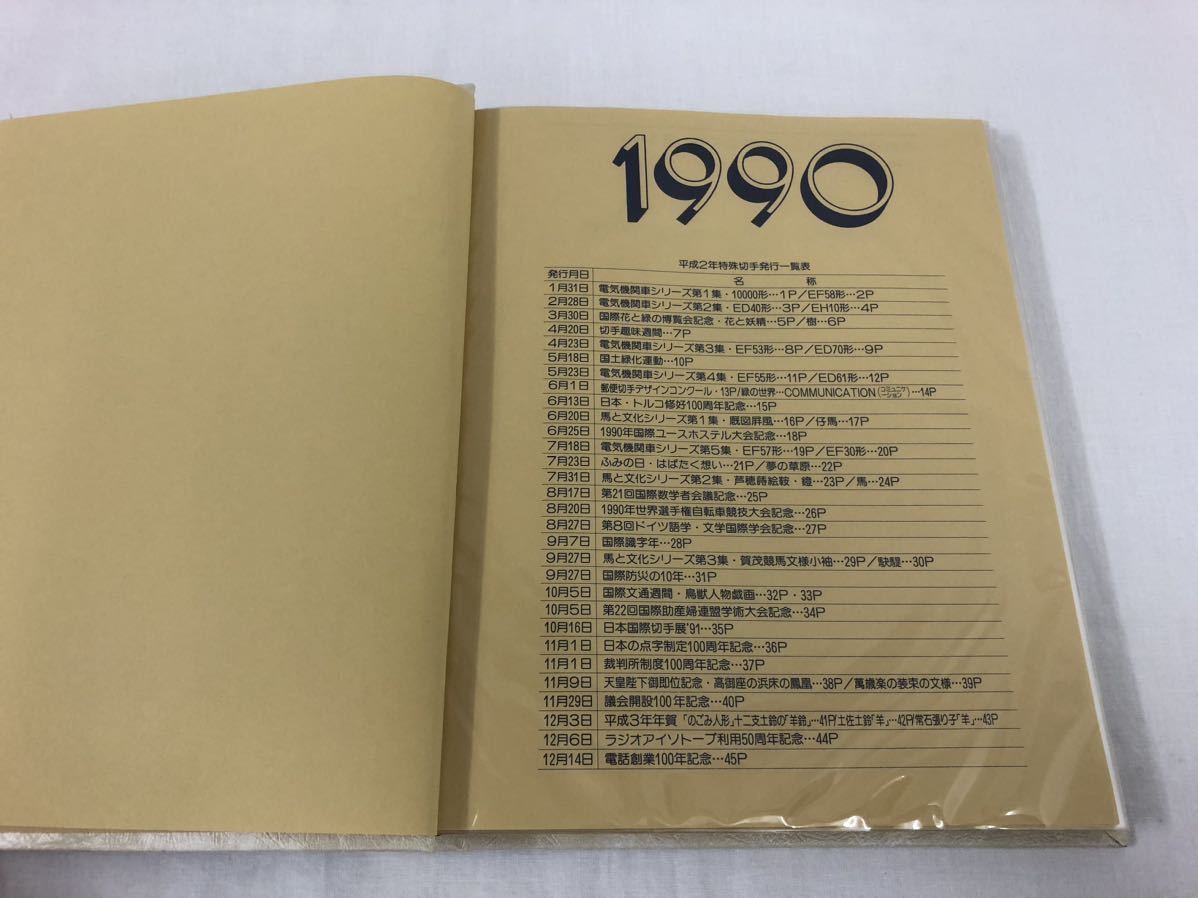 1990
平成2年特殊切手発行一覧表
発行月日 名 称
1月31日 電気機関車シリーズ第1集・10000形…1P/EF58形…2P
2月28日 電気機関車シリーズ第2集・ED40形…3P/EH10形…4P
3月30日 国際花と緑の博覧会記念・花と妖精…5P/樹…6P
4月20日 切手趣味週間…7P
4月23日 電気機関車シリーズ第3集・EF53形…8P/ED70形…9P
5月18日 国土緑化運動…10P
5月23日 電気機関車シリーズ第4集・EF55形…11P/ED61形…12P
6月1日 郵便切手デザインコンクール・13P/緑の世界…COMMUNICATION(コミュニケーション)…14P
6月13日 日本・トルコ修好100周年記念…15P
6月20日 馬と文化シリーズ第1集・厩図屏風…16P/仔馬…17P
6月25日 1990年国際ユースホステル大会記念…18P
7月18日 電気機関車シリーズ第5集・EF57形…19P/EF30形…20P
7月23日 ふみの日・はばたく想い…21P/夢の草原…22P
7月31日 馬と文化シリーズ第2集・芦穂蒔絵鞍・鐙…23P/馬…24P
8月17日 第21回国際数学者会議記念…25P
8月20日 1990年世界選手権自転車競技大会記念…26P
8月27日 第8回ドイツ語学・文学国際学会記念…27P
9月7日 国際識字年…28P
9月27日 馬と文化シリーズ第3集・賀茂競馬文様小袖…29P/駃騠…30P
9月27日 国際防災の10年…31P
10月5日 国際文通週間・鳥獣人物戯画…32P・33P
10月5日 第22回国際助産婦連盟学術大会記念…34P
10月16日 日本国際切手展'91…35P
11月1日 日本の点字制定100周年記念…36P
11月1日 裁判所制度100周年記念…37P
11月9日 天皇陛下御即位記念・高御座の浜床の鳳凰…38P/萬歳楽の装束の文様…39P
11月29日 議会開設100年記念…40P
12月3日 平成3年年賀「のごみ人形」十二支土鈴の「羊鈴」…41P/土佐土鈴「羊」…42P/常石張り子「羊」…43P
12月6日 ラジオアイソトープ利用50周年記念…44P
12月14日 電話創業100年記念…45P